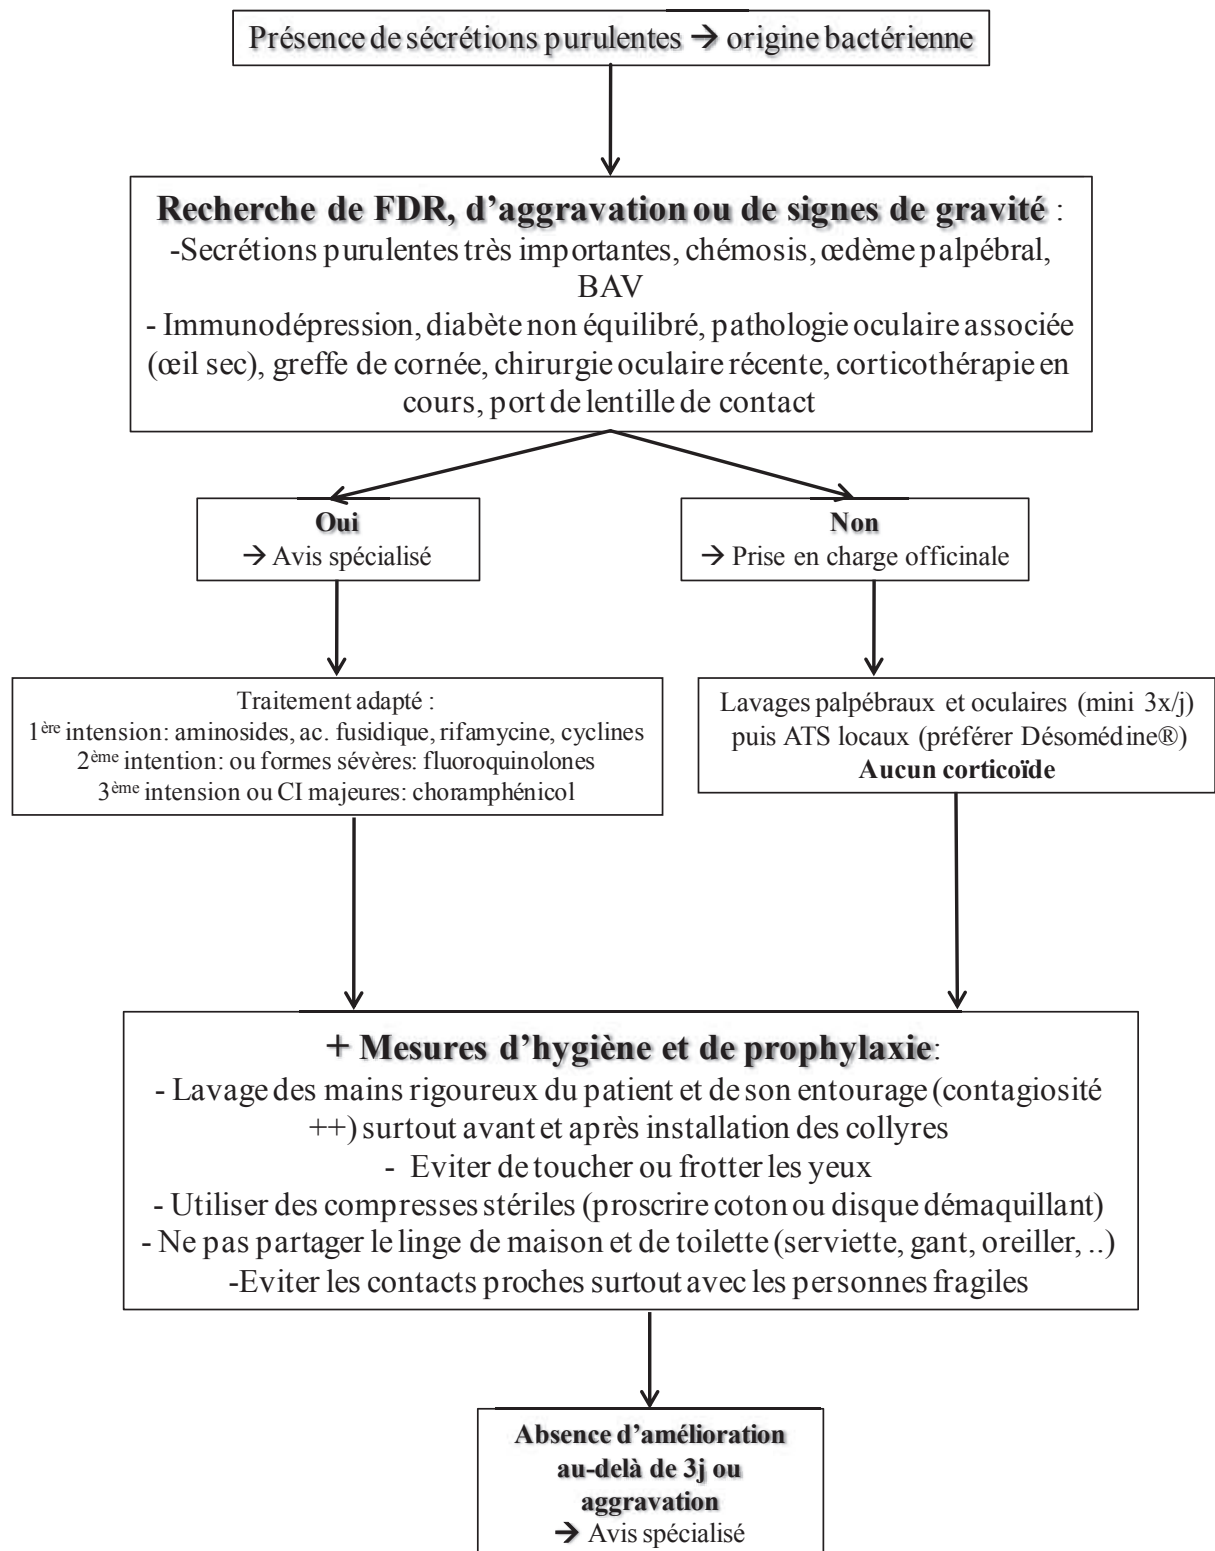 Présence de sécrétions purulentes → origine bactérienne
Recherche de FDR, d’aggravation ou de signes de gravité :
-Secrétions purulentes très importantes, chémosis, œdème palpébral,
BAV
- Immunodépression, diabète non équilibré, pathologie oculaire associée
(œil sec), greffe de cornée, chirurgie oculaire récente, corticothérapie en
cours, port de lentille de contact
Oui
→ Avis spécialisé
Non
→ Prise en charge officinale
Traitement adapté :
1ère intension: aminosides, ac. fusidique, rifamycine, cyclines
2ème intention: ou formes sévères: fluoroquinolones
3ème intension ou CI majeures: choramphénicol
Lavages palpébraux et oculaires (mini 3x/j)
puis ATS locaux (préférer Désomédine®)
Aucun corticoïde
+ Mesures d’hygiène et de prophylaxie:
- Lavage des mains rigoureux du patient et de son entourage (contagiosité
++) surtout avant et après installation des collyres
- Eviter de toucher ou frotter les yeux
- Utiliser des compresses stériles (proscrire coton ou disque démaquillant)
- Ne pas partager le linge de maison et de toilette (serviette, gant, oreiller, ..)
-Eviter les contacts proches surtout avec les personnes fragiles
Absence d’amélioration
au-delà de 3j ou
aggravation
→ Avis spécialisé